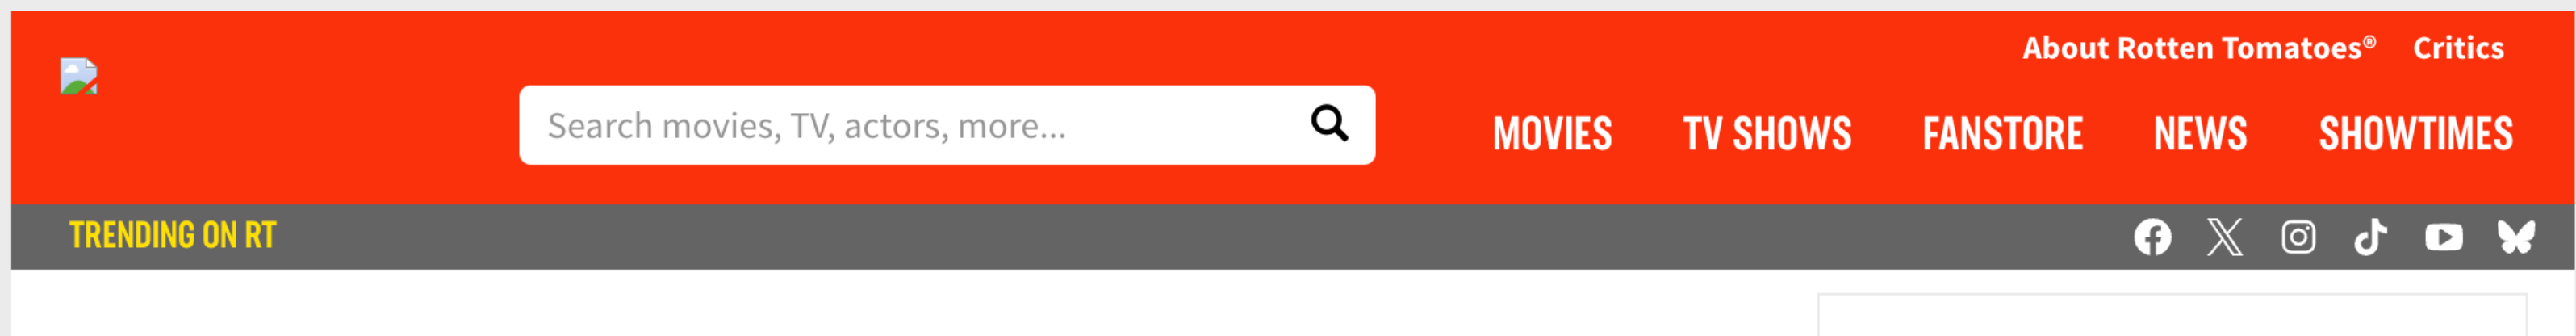 About Rotten Tomatoes® Critics
Search movies, TV, actors, more...
MOVIES TV SHOWS FANSTORE NEWS SHOWTIMES
TRENDING ON RT